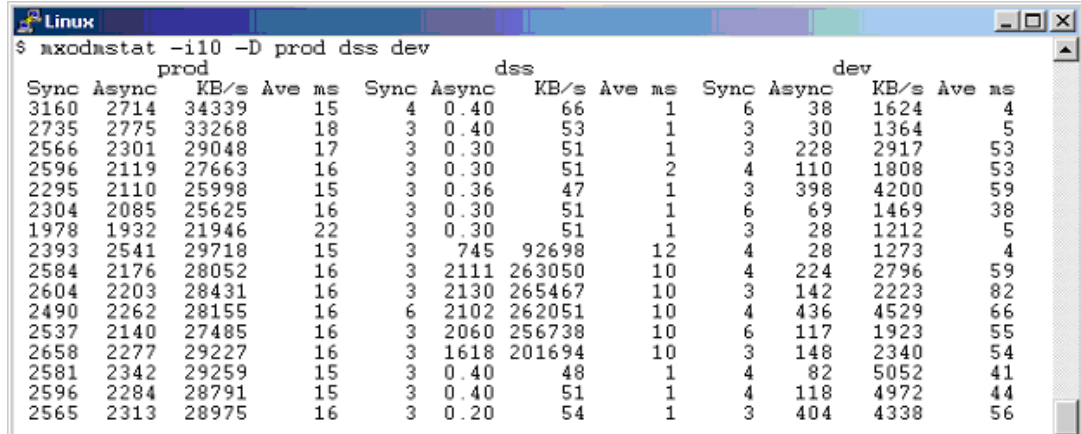 Linux
$ mxodmstat -i10 -D prod dss dev
prod dss dev
Sync Async KB/s Ave ms Sync Async KB/s Ave ms Sync Async KB/s Ave ms
3160 2714 34339 15 4 0.40 66 1 6 38 1624 4
2735 2775 33268 18 3 0.40 53 1 3 30 1364 5
2566 2301 29048 17 3 0.30 51 1 3 228 2917 53
2596 2119 27663 16 3 0.30 51 2 4 110 1808 53
2295 2110 25998 15 3 0.36 47 1 3 398 4200 59
2304 2085 25625 16 3 0.30 51 1 6 69 1469 38
1978 1932 21946 22 3 0.30 51 1 3 28 1212 5
2393 2541 29718 15 3 745 92698 12 4 28 1273 4
2584 2176 28052 16 3 2111 263050 10 4 224 2796 59
2604 2203 28431 16 3 2130 265467 10 3 142 2223 82
2490 2262 28155 16 6 2102 262051 10 4 436 4529 66
2537 2140 27485 16 3 2060 256738 10 6 117 1923 55
2658 2277 29227 16 3 1618 201694 10 3 148 2340 54
2581 2342 29259 15 3 0.40 48 1 4 82 5052 41
2596 2284 28791 15 3 0.40 51 1 4 118 4972 44
2565 2313 28975 16 3 0.20 54 1 3 404 4338 56